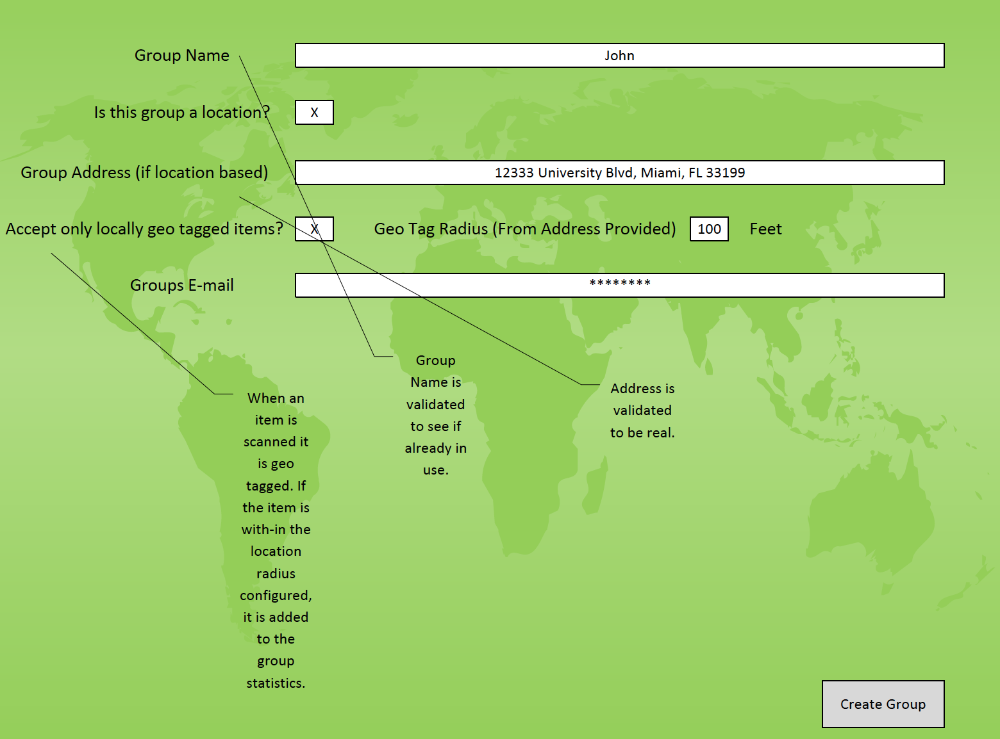 Group Name
John
Is this group a location?
X
Group Address (if location based)
12333 University Blvd, Miami, FL 33199
Accept only locally geo tagged items?
X
Geo Tag Radius (From Address Provided)
100
Feet
Groups E-mail
********
When an
item is
scanned it
is geo
tagged. If
the item is
with-in the
location
radius
configured,
it is added
to the
group
statistics.
Group
Name is
validated
to see if
already in
use.
Address is
validated
to be real.
Create Group